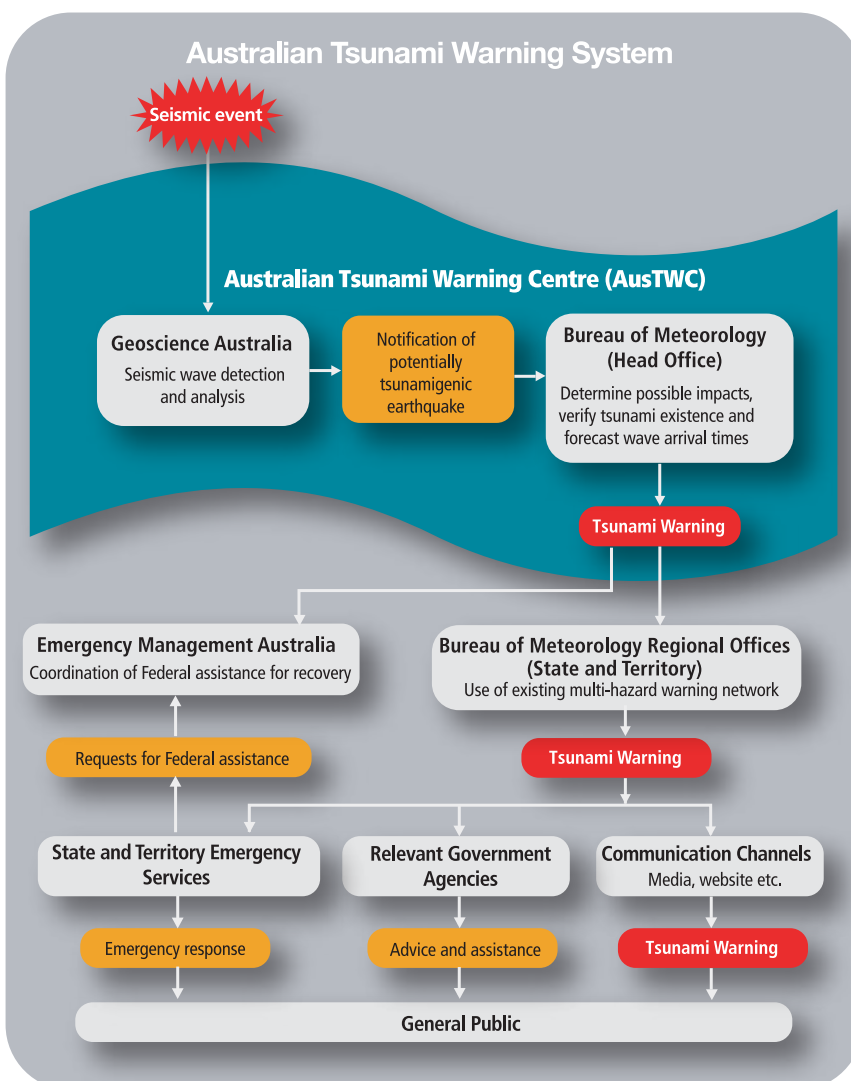 Australian Tsunami Warning System
Seismic event
Australian Tsunami Warning Centre (AusTWC)
Geoscience Australia
Seismic wave detection
and analysis
Notification of
potentially
tsunamigenic
earthquake
Bureau of Meteorology
(Head Office)
Determine possible impacts,
verify tsunami existence and
forecast wave arrival times
Tsunami Warning
Emergency Management Australia
Coordination of Federal assistance for recovery
Bureau of Meteorology Regional Offices
(State and Territory)
Use of existing multi-hazard warning network
Requests for Federal assistance
Tsunami Warning
State and Territory Emergency
Services
Relevant Government
Agencies
Communication Channels
Media, website etc.
Emergency response
Advice and assistance
Tsunami Warning
General Public